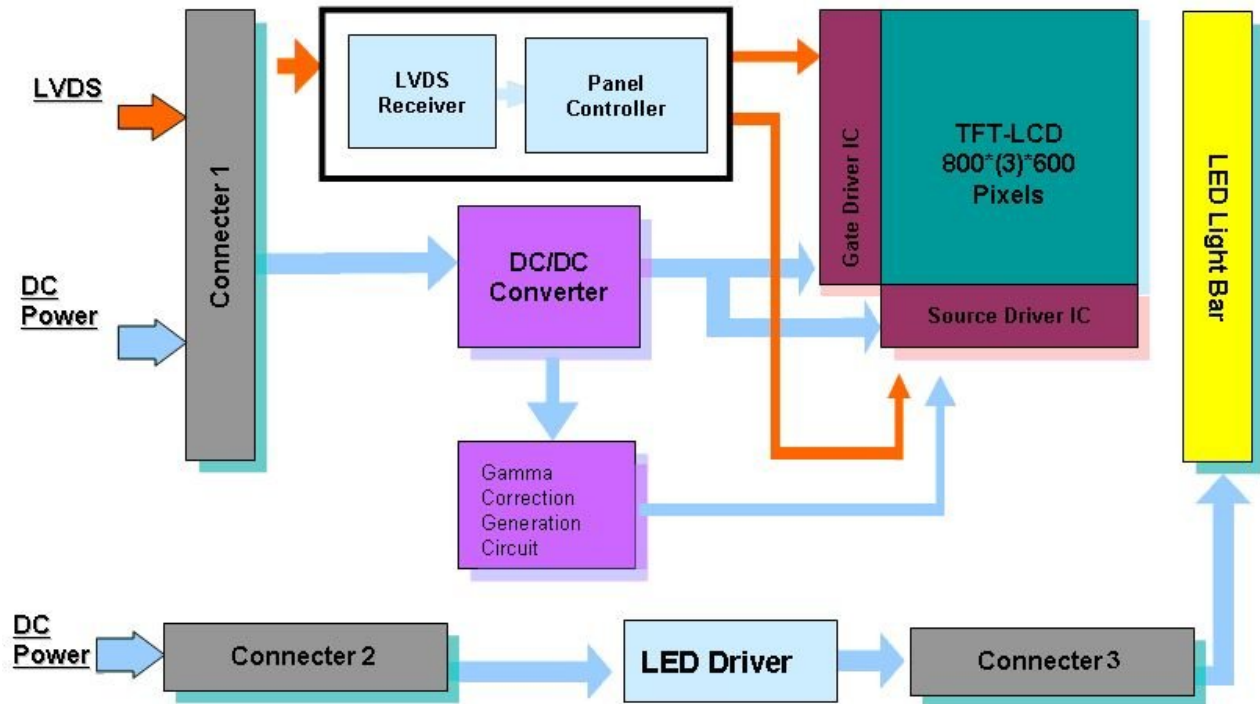 LVDS
DC
Power
Connecter 1
LVDS
Receiver
Panel
Controller
DC/DC
Converter
Gamma
Correction
Generation
Circuit
Gate Driver IC
TFT-LCD
800*(3)*600
Pixels
Source Driver IC
LED Light Bar
DC
Power
Connecter 2
LED Driver
Connecter 3